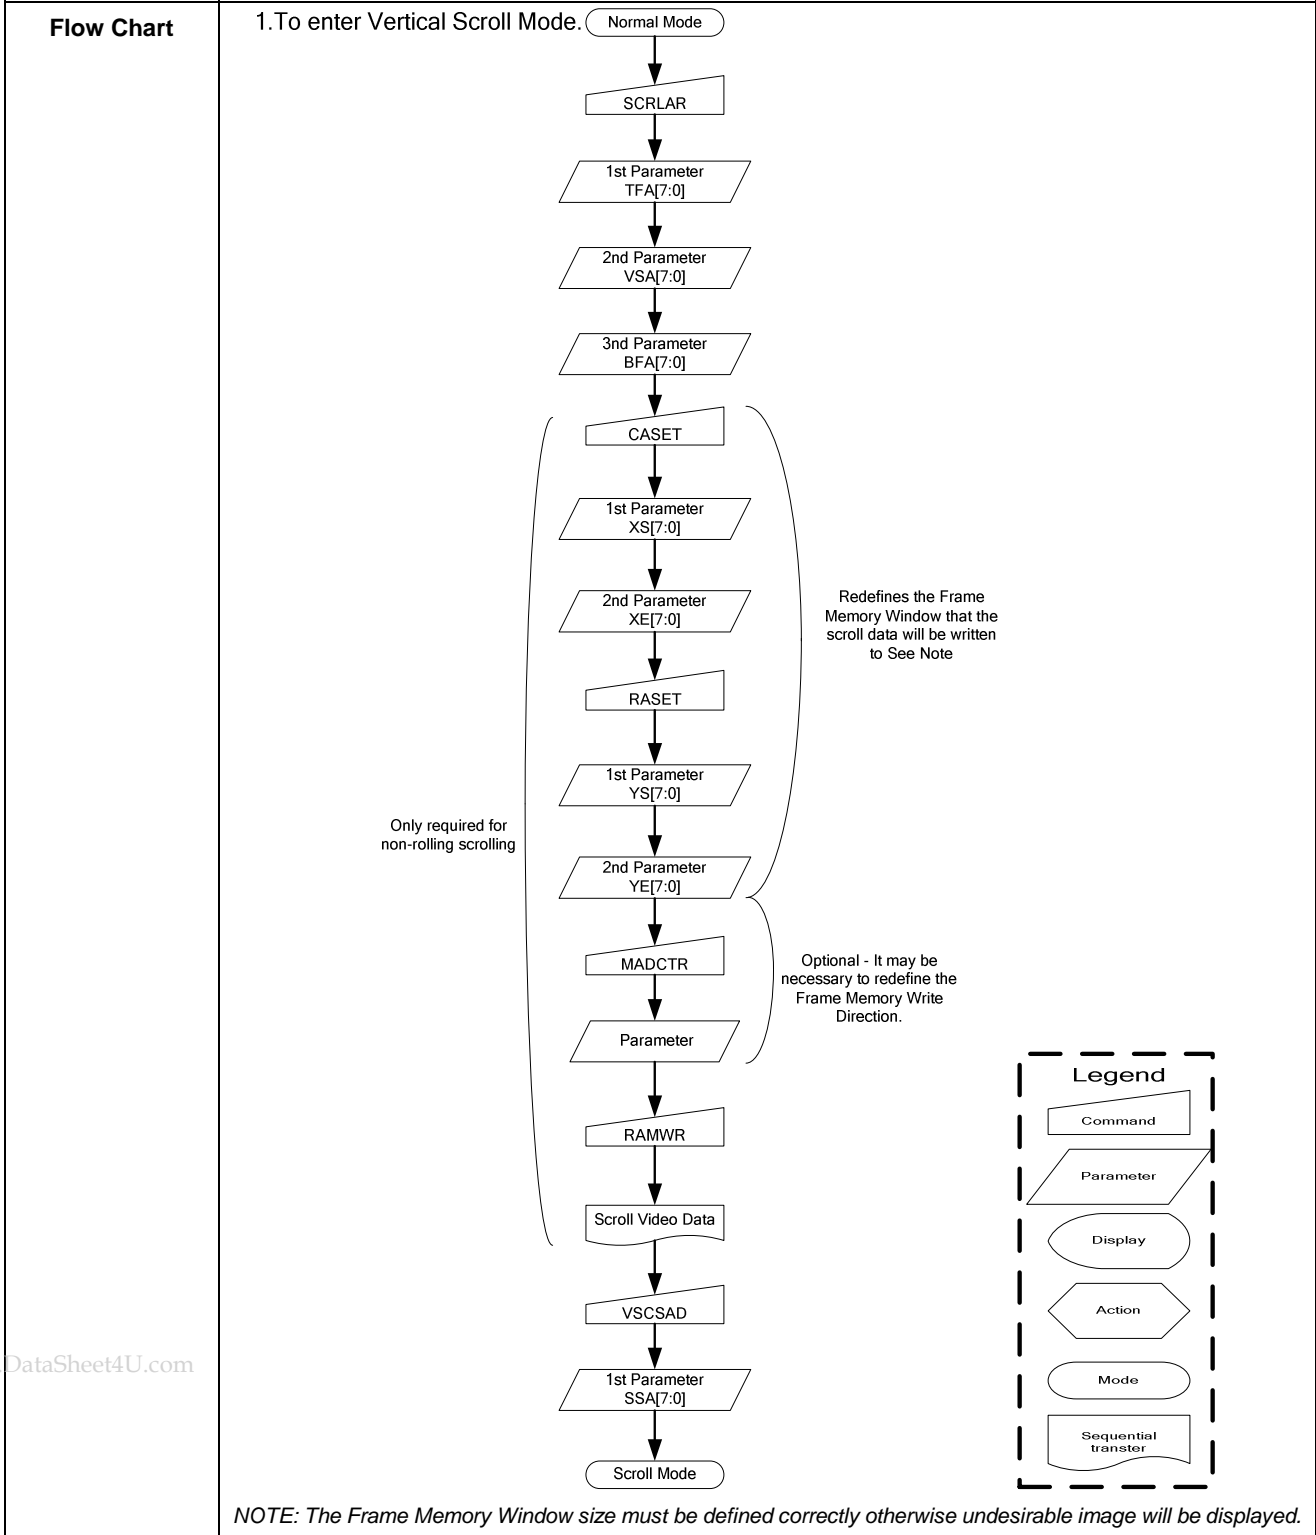 Flow Chart
1.To enter Vertical Scroll Mode.
Normal Mode
SCRLAR
1st Parameter
TFA[7:0]
2nd Parameter
VSA[7:0]
3nd Parameter
BFA[7:0]
CASET
1st Parameter
XS[7:0]
2nd Parameter
XE[7:0]
Redefines the Frame
Memory Window that the
scroll data will be written
to See Note
RASET
1st Parameter
YS[7:0]
Only required for
non-rolling scrolling
2nd Parameter
YE[7:0]
MADCTR
Optional - It may be
necessary to redefine the
Frame Memory Write
Direction.
Parameter
RAMWR
Scroll Video Data
VSCSAD
1st Parameter
SSA[7:0]
Scroll Mode
Legend
Command
Parameter
Display
Action
Mode
Sequential
transter
.DataSheet4U.com
NOTE: The Frame Memory Window size must be defined correctly otherwise undesirable image will be displayed.